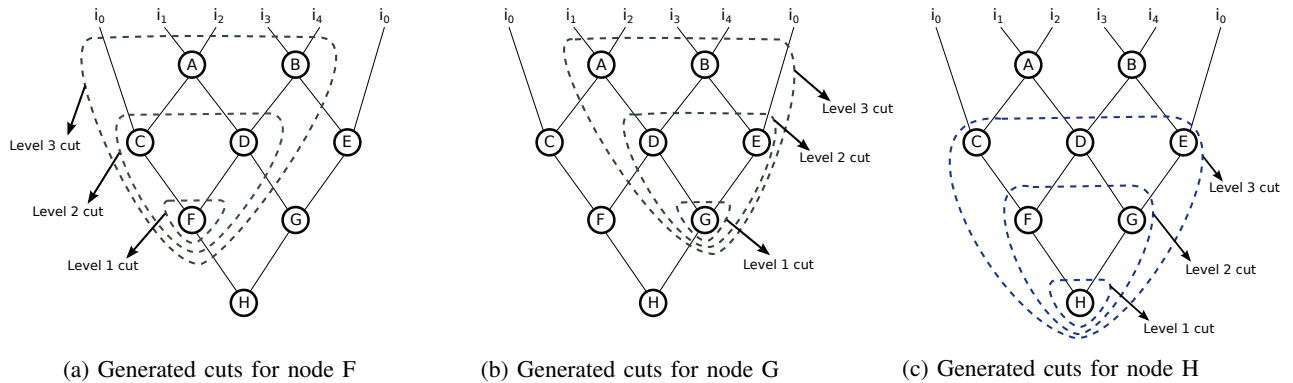 i₀ i₁ i₂ i₃ i₄ i₀
A B
C D E
F G
H
Level 3 cut
Level 2 cut
Level 1 cut
(a) Generated cuts for node F
i₀ i₁ i₂ i₃ i₄ i₀
A B
C D E
F G
H
Level 3 cut
Level 2 cut
Level 1 cut
(b) Generated cuts for node G
i₀ i₁ i₂ i₃ i₄ i₀
A B
C D E
F G
H
Level 3 cut
Level 2 cut
Level 1 cut
(c) Generated cuts for node H